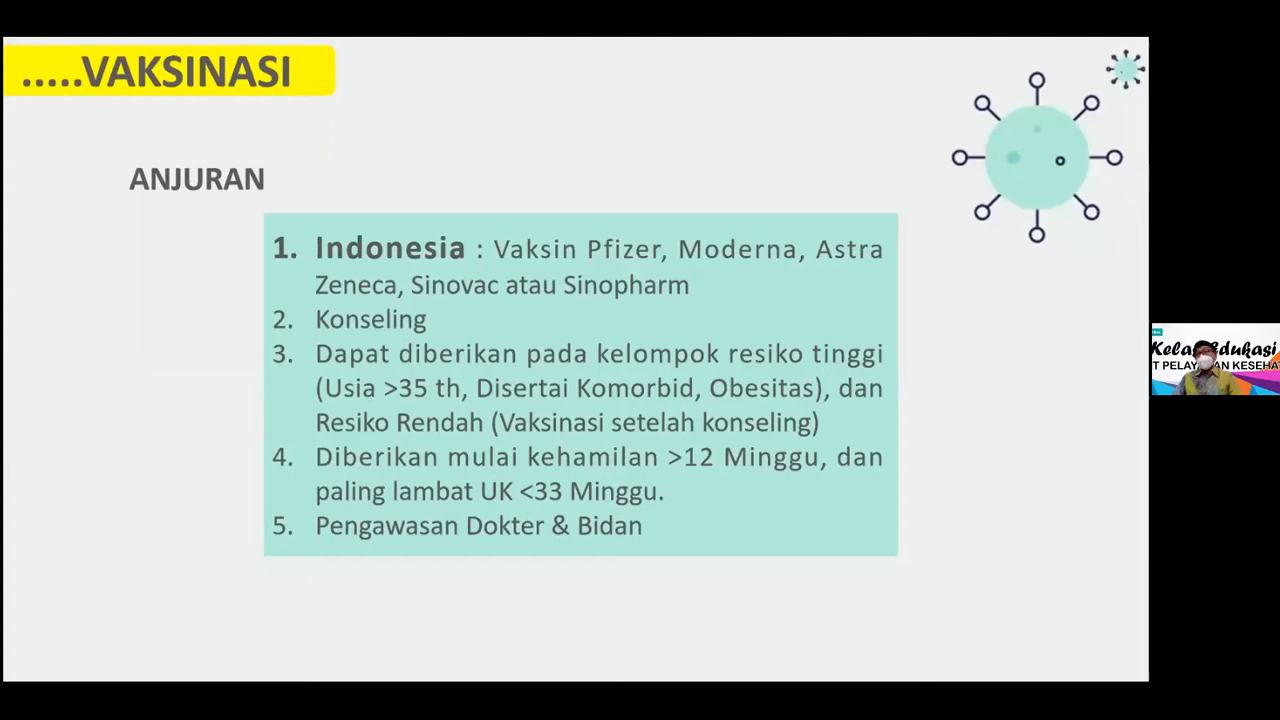 .....VAKSINASI
ANJURAN
1. Indonesia : Vaksin Pfizer, Moderna, Astra
Zeneca, Sinovac atau Sinopharm
2. Konseling
3. Dapat diberikan pada kelompok resiko tinggi
(Usia >35 th, Disertai Komorbid, Obesitas), dan
Resiko Rendah (Vaksinasi setelah konseling)
4. Diberikan mulai kehamilan >12 Minggu, dan
paling lambat UK <33 Minggu.
5. Pengawasan Dokter & Bidan
Edukasi